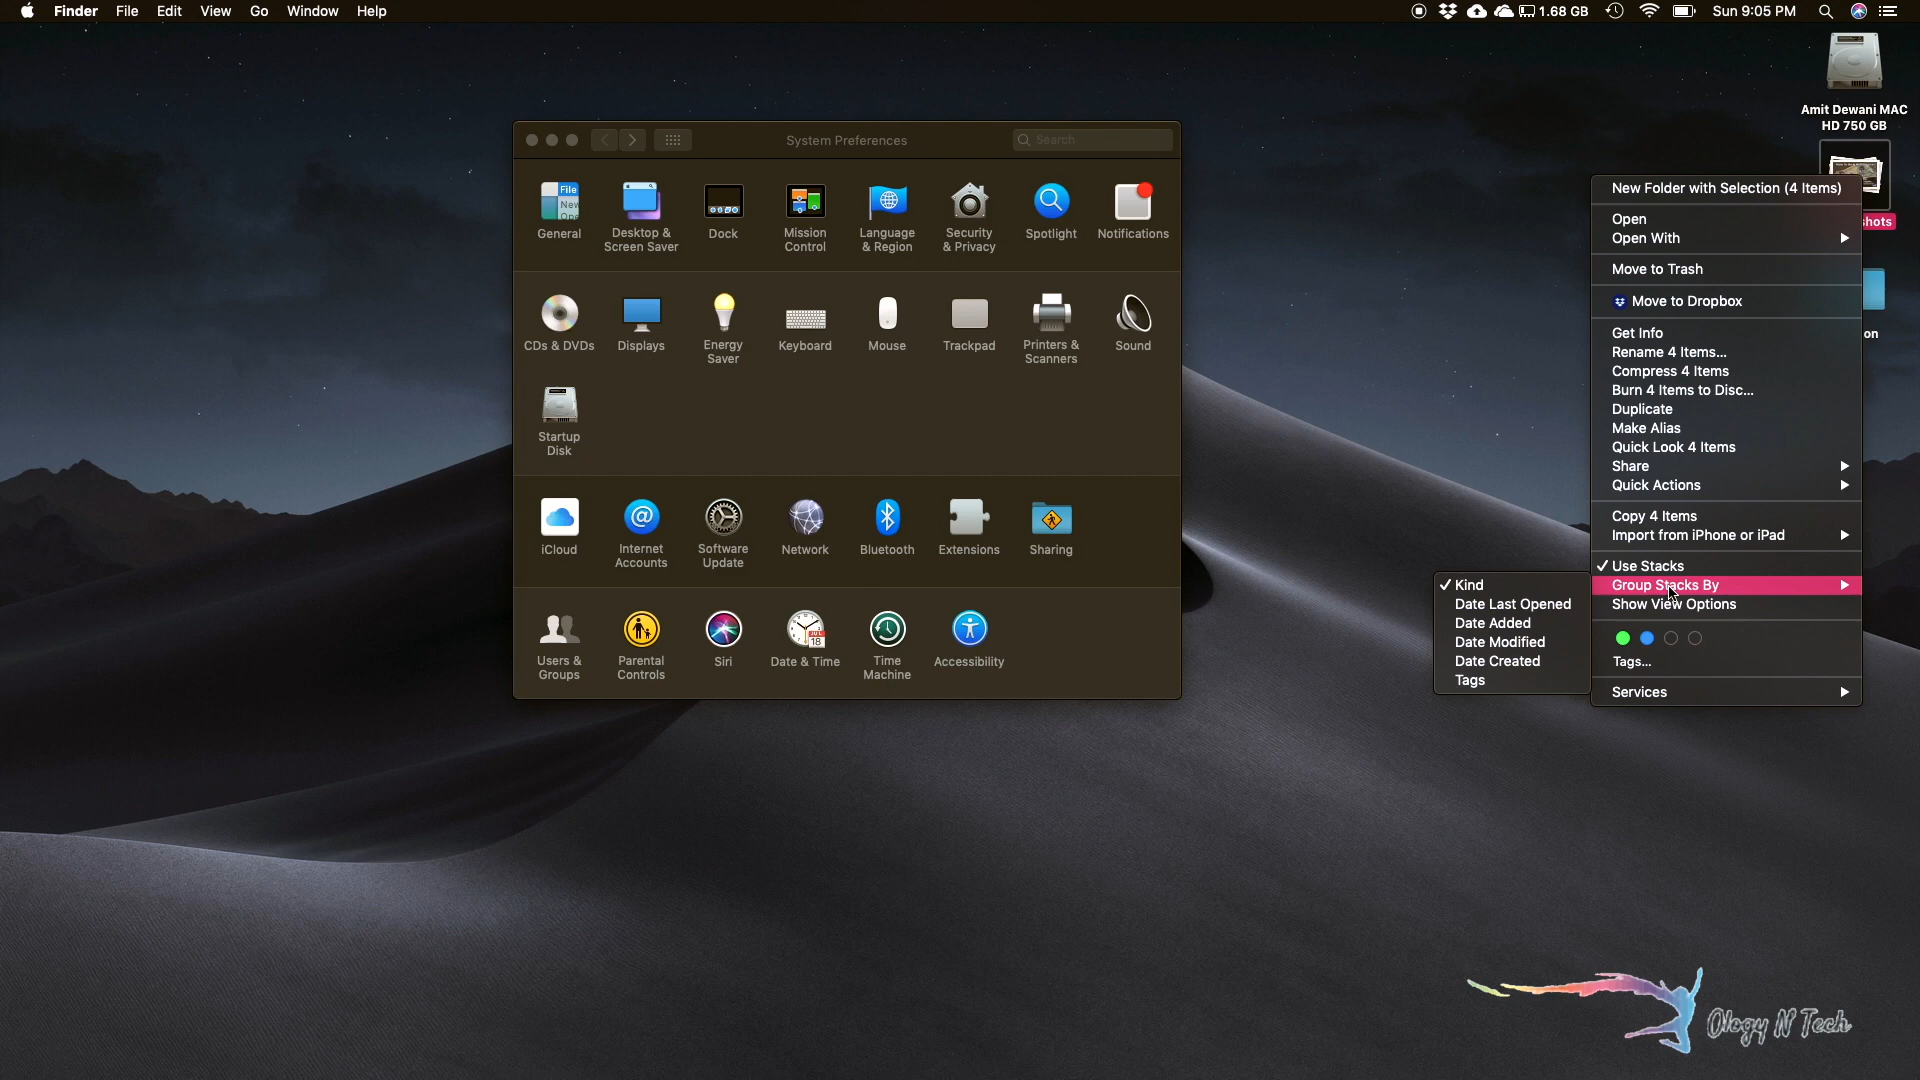 Finder File Edit View Go Window Help
1.68 GB Sun 9:05 PM
Amit Dewani MAC
HD 750 GB
shots
on
System Preferences
Search
File
New
Ope
General
Desktop &
Screen Saver
Dock
Mission
Control
Language
& Region
Security
& Privacy
Spotlight
Notifications
CDs & DVDs
Displays
Energy
Saver
Keyboard
Mouse
Trackpad
Printers &
Scanners
Sound
Startup
Disk
iCloud
@
Internet
Accounts
Software
Update
Network
Bluetooth
Extensions
Sharing
Users &
Groups
Parental
Controls
Siri
JUL
18
Date & Time
Time
Machine
Accessibility
New Folder with Selection (4 Items)
Open
Open With
Move to Trash
Move to Dropbox
Get Info
Rename 4 Items...
Compress 4 Items
Burn 4 Items to Disc...
Duplicate
Make Alias
Quick Look 4 Items
Share
Quick Actions
Copy 4 Items
Import from iPhone or iPad
✓ Use Stacks
Group Stacks By
Show View Options
Tags...
Services
✓ Kind
Date Last Opened
Date Added
Date Modified
Date Created
Tags
Ology N' Tech